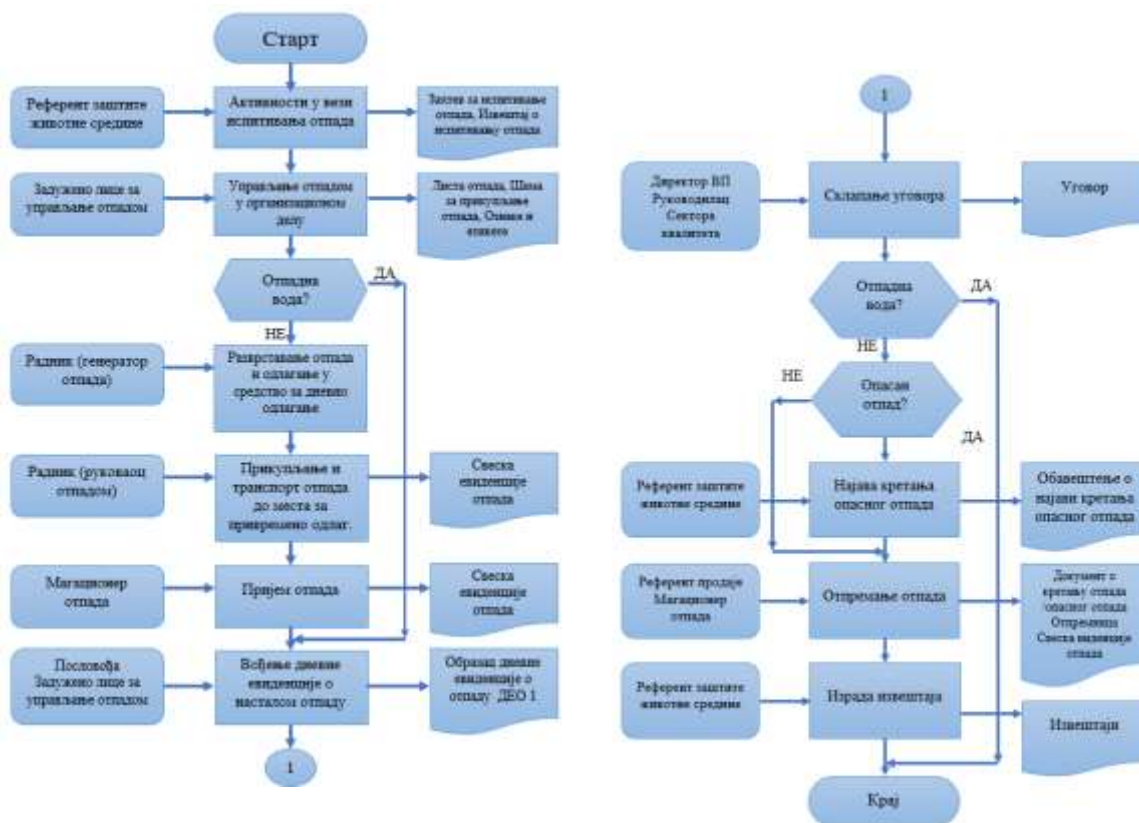 Старт
Референт заштите
животне средине
Активности у вези
испитивања отпада
Захтев за испитивање
отпада, Извештај о
испитивању отпада
Задужено лице за
управљање отпадом
Управљање отпадом
у организационом
делу
Листа отпада, Шема
за прикупљање
отпада, Ознаке и
етикете
Отпадна
вода?
ДА
НЕ
Радник (генератор
отпада)
Разврставање отпада
и одлагање у
средство за дневно
одлагање
Радник (руковаоц
отпадом)
Прикупљање и
транспорт отпада
до места за
привремено одлаг.
Свеска
евиденције
отпада
Магационер
отпада
Пријем отпада
Свеска
евиденције
отпада
Пословођа
Задужено лице за
управљање отпадом
Вођење дневне
евиденције о
насталом отпаду
Образац дневне
евиденције о
отпаду ДЕО 1
1
1
Директор ВП
Руководилац
Сектора
квалитета
Склапање уговора
Уговор
Отпадна
вода?
ДА
НЕ
НЕ
Опасан
отпад?
ДА
Референт заштите
животне средине
Најава кретања
опасног отпада
Обавештење о
најави кретања
опасног отпада
Референт продаје
Магационер
отпада
Отпремање отпада
Документ о
кретању отпада
/опасног отпада
Отпремница
Свеска
отпада
Референт заштите
животне средине
Израда извештаја
Извештаји
Крај